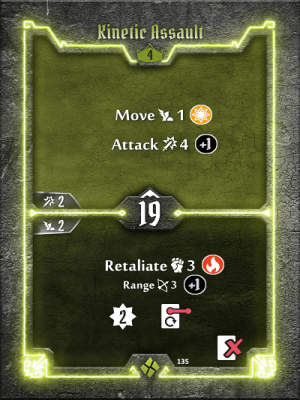 Kinetic Assault
4
Move 1
Attack 4 +1
2
2
19
Retaliate 3
Range 3 +1
2
135